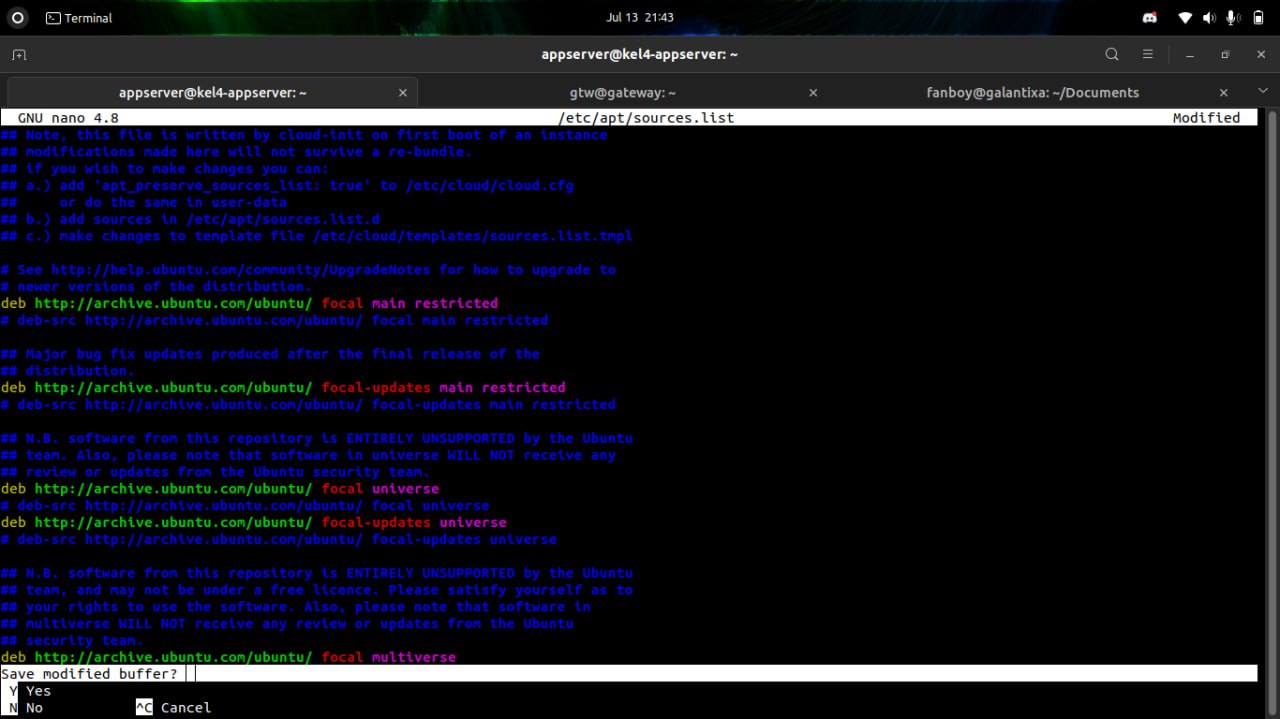 Terminal
Jul 13 21:43
appserver@kel4-appserver: ~
appserver@kel4-appserver: ~ × gtw@gateway: ~ × fanboy@galantixa: ~/Documents ×
GNU nano 4.8 /etc/apt/sources.list Modified
## Note, this file is written by cloud-init on first boot of an instance
## modifications made here will not survive a re-bundle.
## if you wish to make changes you can:
## a.) add 'apt_preserve_sources_list: true' to /etc/cloud/cloud.cfg
## or do the same in user-data
## b.) add sources in /etc/apt/sources.list.d
## c.) make changes to template file /etc/cloud/templates/sources.list.tmpl
# See http://help.ubuntu.com/community/UpgradeNotes for how to upgrade to
# newer versions of the distribution.
deb http://archive.ubuntu.com/ubuntu/ focal main restricted
# deb-src http://archive.ubuntu.com/ubuntu/ focal main restricted
## Major bug fix updates produced after the final release of the
## distribution.
deb http://archive.ubuntu.com/ubuntu/ focal-updates main restricted
# deb-src http://archive.ubuntu.com/ubuntu/ focal-updates main restricted
## N.B. software from this repository is ENTIRELY UNSUPPORTED by the Ubuntu
## team. Also, please note that software in universe WILL NOT receive any
## review or updates from the Ubuntu security team.
deb http://archive.ubuntu.com/ubuntu/ focal universe
# deb-src http://archive.ubuntu.com/ubuntu/ focal universe
deb http://archive.ubuntu.com/ubuntu/ focal-updates universe
# deb-src http://archive.ubuntu.com/ubuntu/ focal-updates universe
## N.B. software from this repository is ENTIRELY UNSUPPORTED by the Ubuntu
## team, and may not be under a free licence. Please satisfy yourself as to
## your rights to use the software. Also, please note that software in
## multiverse WILL NOT receive any review or updates from the Ubuntu
## security team.
deb http://archive.ubuntu.com/ubuntu/ focal multiverse
Save modified buffer?
Y Yes
N No ^C Cancel